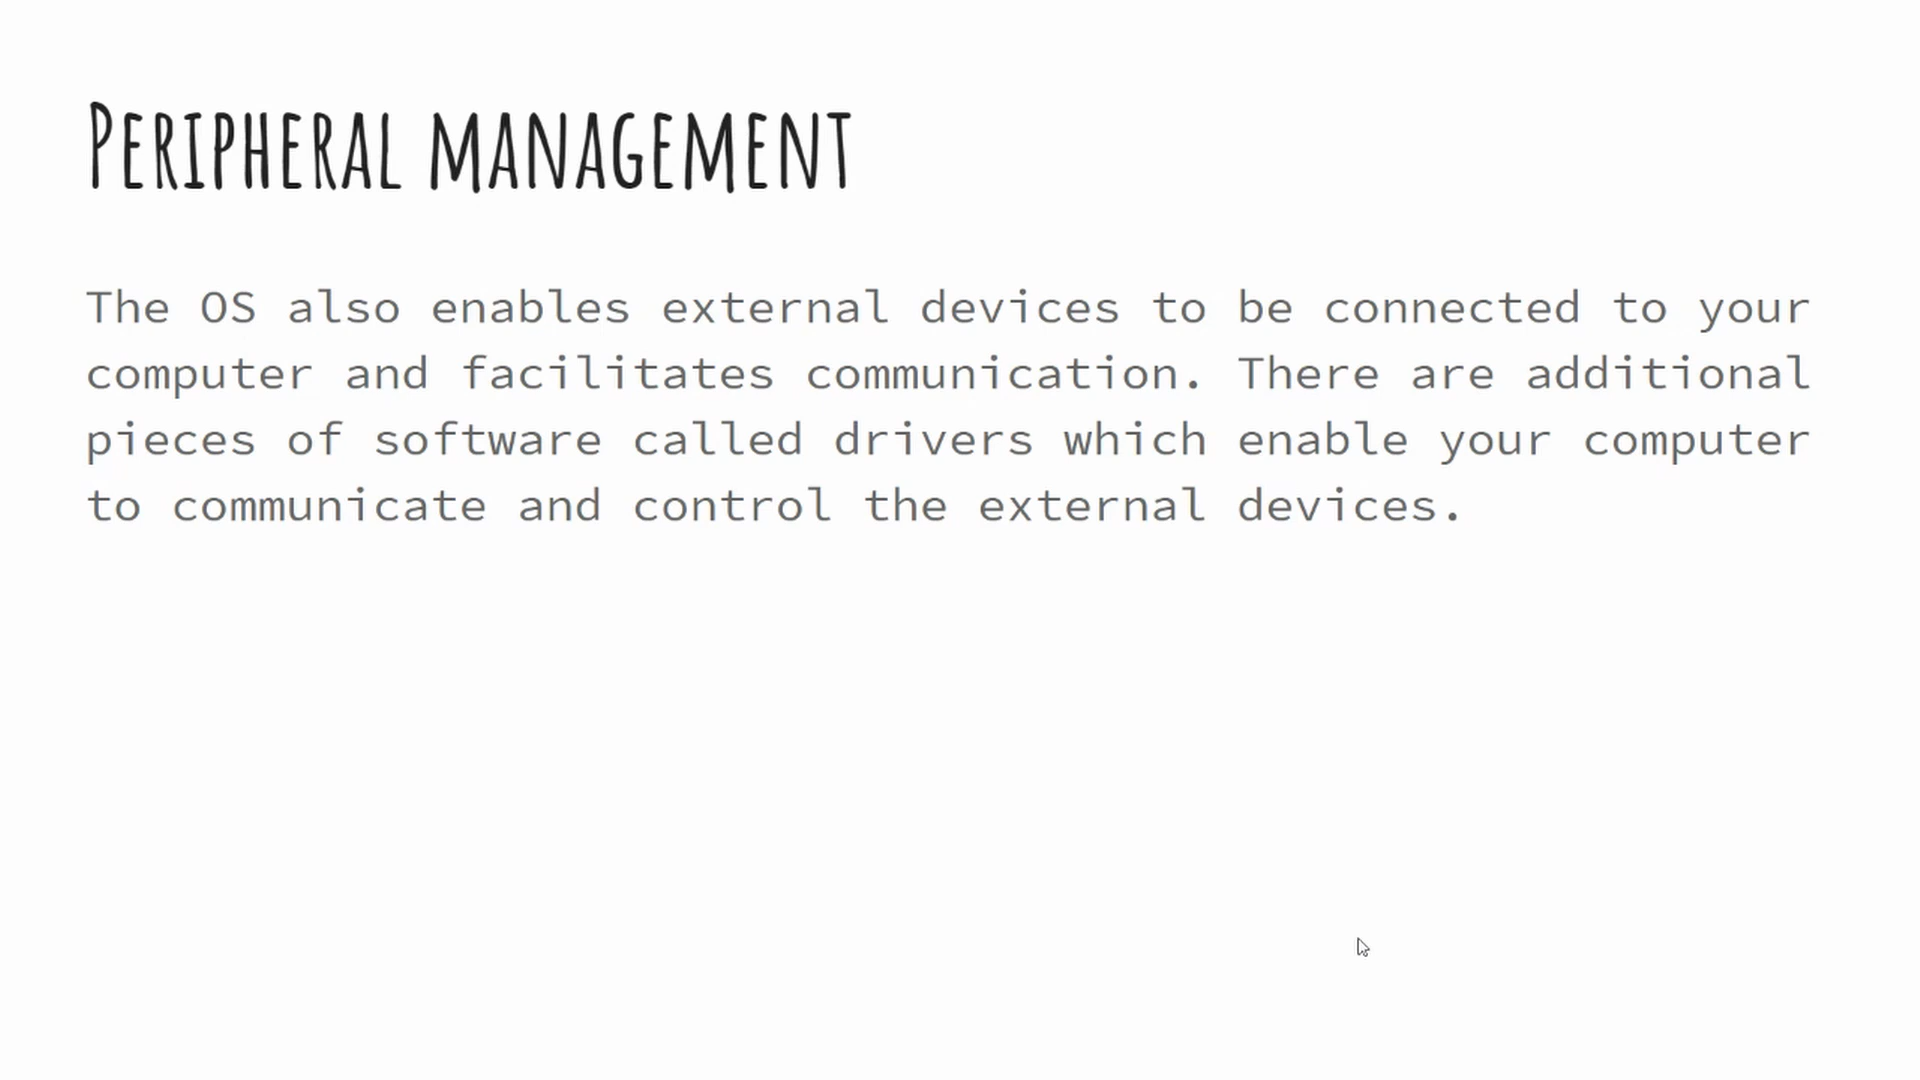 Peripheral management
The OS also enables external devices to be connected to your
computer and facilitates communication. There are additional
pieces of software called drivers which enable your computer
to communicate and control the external devices.